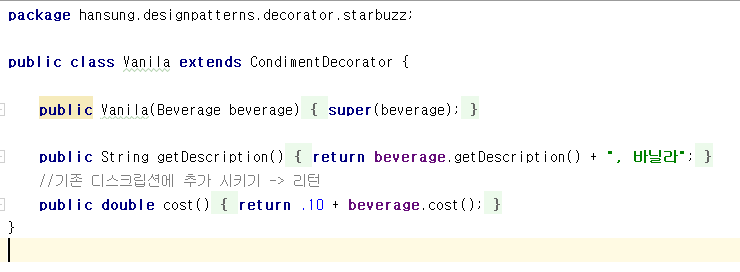 package hansung.designpatterns.decorator.starbuzz;
public class Vanila extends CondimentDecorator {
public Vanila(Beverage beverage) { super(beverage); }
public String getDescription() { return beverage.getDescription() + ", 바닐라"; }
//기존 디스크립션에 추가 시키기 -> 리턴
public double cost() { return .10 + beverage.cost(); }
}